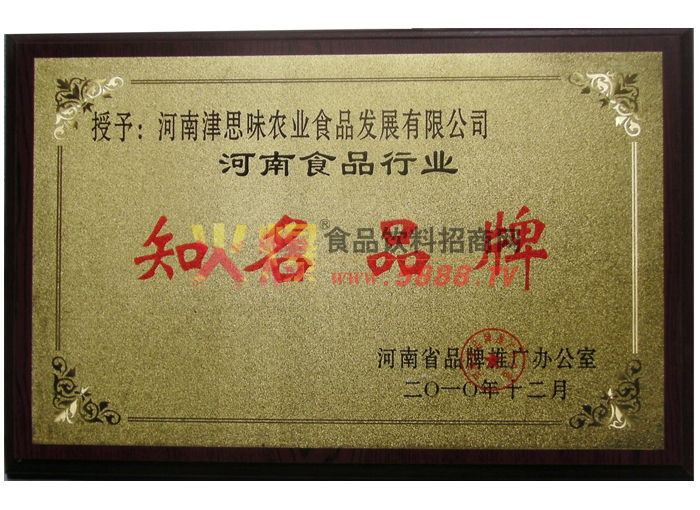 授予：河南津思味农业食品发展有限公司
河南食品行业
知名品牌
火爆®食品饮料招商网
www.5888.TV
河南省品牌推广办公室
二〇一〇年十二月